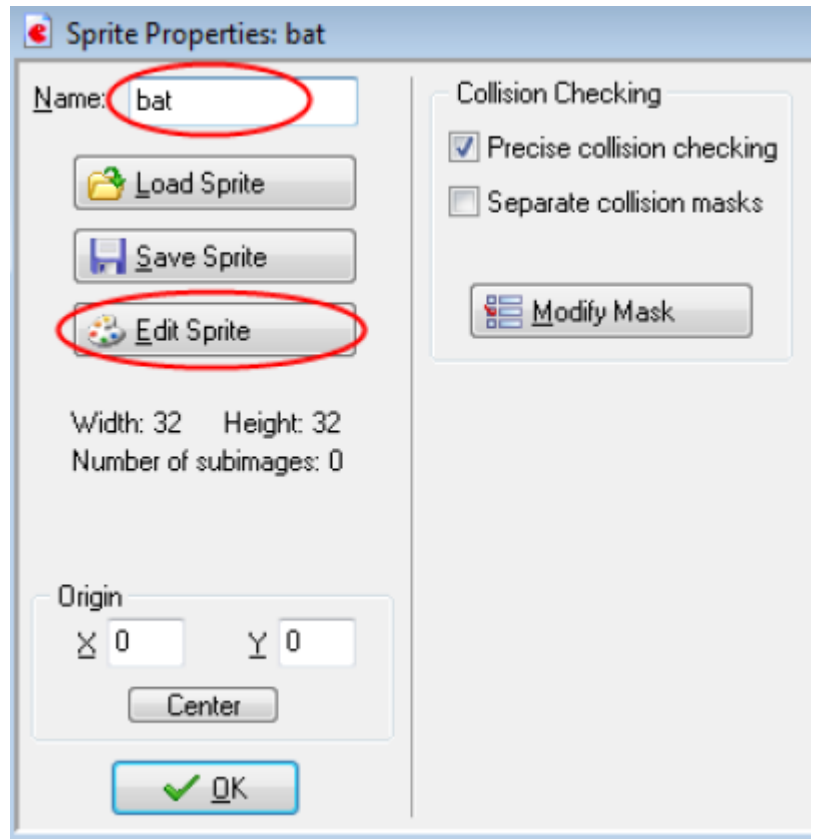 Sprite Properties: bat
Name: bat
Load Sprite
Save Sprite
Edit Sprite
Width: 32 Height: 32
Number of subimages: 0
Origin
X 0 Y 0
Center
OK
Collision Checking
Precise collision checking
Separate collision masks
Modify Mask